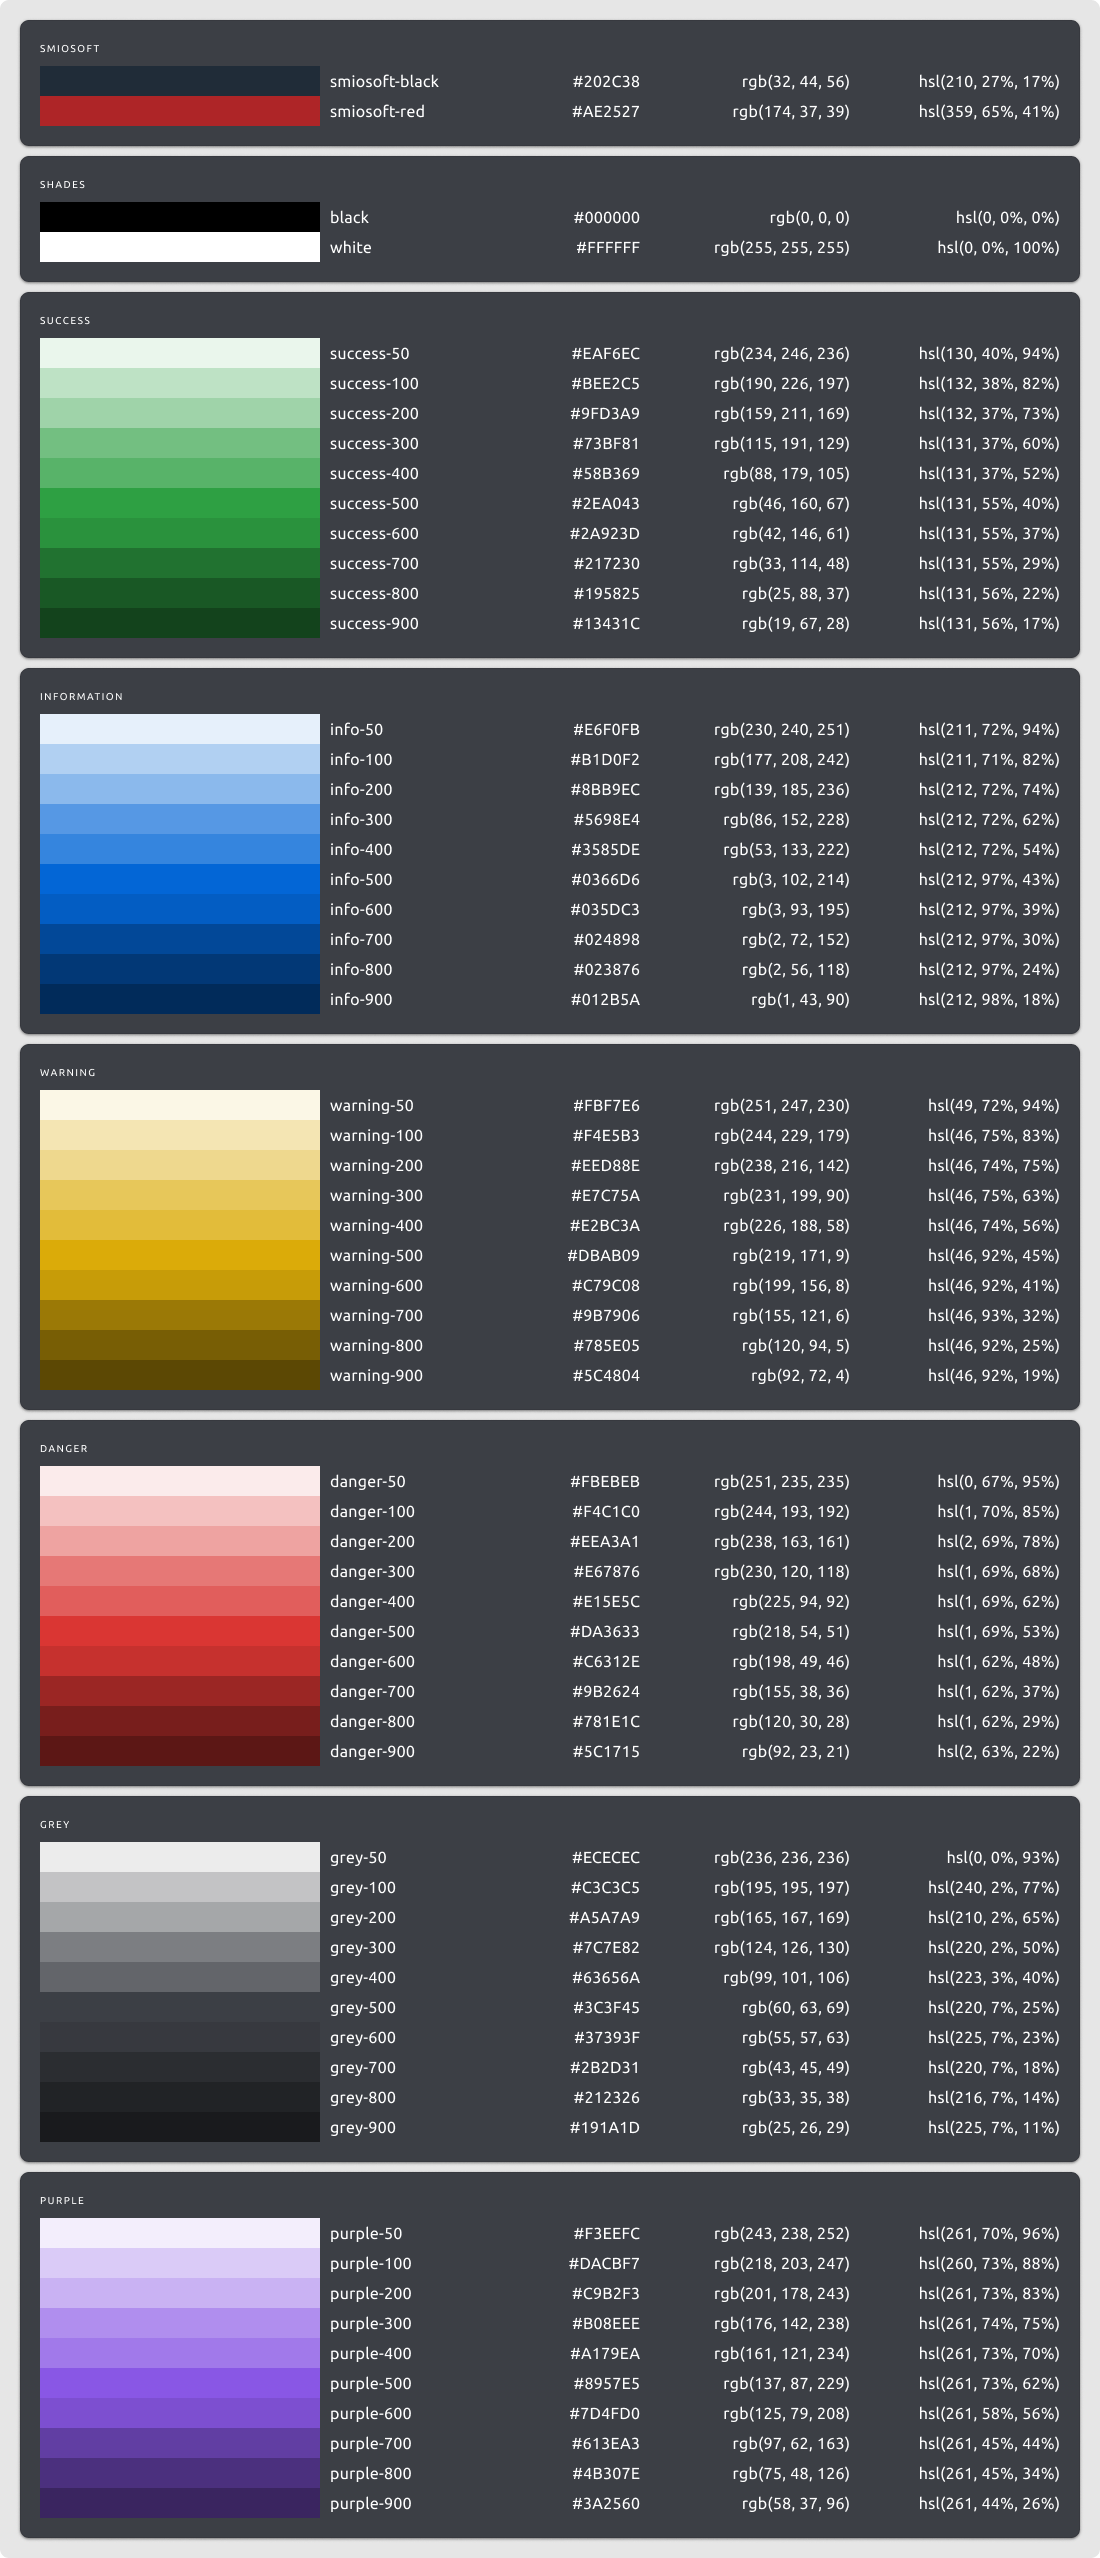 SMIOSOFT
smiosoft-black #202C38 rgb(32, 44, 56) hsl(210, 27%, 17%)
smiosoft-red #AE2527 rgb(174, 37, 39) hsl(359, 65%, 41%)
SHADES
black #000000 rgb(0, 0, 0) hsl(0, 0%, 0%)
white #FFFFFF rgb(255, 255, 255) hsl(0, 0%, 100%)
SUCCESS
success-50 #EAF6EC rgb(234, 246, 236) hsl(130, 40%, 94%)
success-100 #BEE2C5 rgb(190, 226, 197) hsl(132, 38%, 82%)
success-200 #9FD3A9 rgb(159, 211, 169) hsl(132, 37%, 73%)
success-300 #73BF81 rgb(115, 191, 129) hsl(131, 37%, 60%)
success-400 #58B369 rgb(88, 179, 105) hsl(131, 37%, 52%)
success-500 #2EA043 rgb(46, 160, 67) hsl(131, 55%, 40%)
success-600 #2A923D rgb(42, 146, 61) hsl(131, 55%, 37%)
success-700 #217230 rgb(33, 114, 48) hsl(131, 55%, 29%)
success-800 #195825 rgb(25, 88, 37) hsl(131, 56%, 22%)
success-900 #13431C rgb(19, 67, 28) hsl(131, 56%, 17%)
INFORMATION
info-50 #E6F0FB rgb(230, 240, 251) hsl(211, 72%, 94%)
info-100 #B1D0F2 rgb(177, 208, 242) hsl(211, 71%, 82%)
info-200 #8BB9EC rgb(139, 185, 236) hsl(212, 72%, 74%)
info-300 #5698E4 rgb(86, 152, 228) hsl(212, 72%, 62%)
info-400 #3585DE rgb(53, 133, 222) hsl(212, 72%, 54%)
info-500 #0366D6 rgb(3, 102, 214) hsl(212, 97%, 43%)
info-600 #035DC3 rgb(3, 93, 195) hsl(212, 97%, 39%)
info-700 #024898 rgb(2, 72, 152) hsl(212, 97%, 30%)
info-800 #023876 rgb(2, 56, 118) hsl(212, 97%, 24%)
info-900 #012B5A rgb(1, 43, 90) hsl(212, 98%, 18%)
WARNING
warning-50 #FBF7E6 rgb(251, 247, 230) hsl(49, 72%, 94%)
warning-100 #F4E5B3 rgb(244, 229, 179) hsl(46, 75%, 83%)
warning-200 #EED88E rgb(238, 216, 142) hsl(46, 74%, 75%)
warning-300 #E7C75A rgb(231, 199, 90) hsl(46, 75%, 63%)
warning-400 #E2BC3A rgb(226, 188, 58) hsl(46, 74%, 56%)
warning-500 #DBAB09 rgb(219, 171, 9) hsl(46, 92%, 45%)
warning-600 #C79C08 rgb(199, 156, 8) hsl(46, 92%, 41%)
warning-700 #9B7906 rgb(155, 121, 6) hsl(46, 93%, 32%)
warning-800 #785E05 rgb(120, 94, 5) hsl(46, 92%, 25%)
warning-900 #5C4804 rgb(92, 72, 4) hsl(46, 92%, 19%)
DANGER
danger-50 #FBEBEB rgb(251, 235, 235) hsl(0, 67%, 95%)
danger-100 #F4C1C0 rgb(244, 193, 192) hsl(1, 70%, 85%)
danger-200 #EEA3A1 rgb(238, 163, 161) hsl(2, 69%, 78%)
danger-300 #E67876 rgb(230, 120, 118) hsl(1, 69%, 68%)
danger-400 #E15E5C rgb(225, 94, 92) hsl(1, 69%, 62%)
danger-500 #DA3633 rgb(218, 54, 51) hsl(1, 69%, 53%)
danger-600 #C6312E rgb(198, 49, 46) hsl(1, 62%, 48%)
danger-700 #9B2624 rgb(155, 38, 36) hsl(1, 62%, 37%)
danger-800 #781E1C rgb(120, 30, 28) hsl(1, 62%, 29%)
danger-900 #5C1715 rgb(92, 23, 21) hsl(2, 63%, 22%)
GREY
grey-50 #ECECEC rgb(236, 236, 236) hsl(0, 0%, 93%)
grey-100 #C3C3C5 rgb(195, 195, 197) hsl(240, 2%, 77%)
grey-200 #A5A7A9 rgb(165, 167, 169) hsl(210, 2%, 65%)
grey-300 #7C7E82 rgb(124, 126, 130) hsl(220, 2%, 50%)
grey-400 #63656A rgb(99, 101, 106) hsl(223, 3%, 40%)
grey-500 #3C3F45 rgb(60, 63, 69) hsl(220, 7%, 25%)
grey-600 #37393F rgb(55, 57, 63) hsl(225, 7%, 23%)
grey-700 #2B2D31 rgb(43, 45, 49) hsl(220, 7%, 18%)
grey-800 #212326 rgb(33, 35, 38) hsl(216, 7%, 14%)
grey-900 #191A1D rgb(25, 26, 29) hsl(225, 7%, 11%)
PURPLE
purple-50 #F3EEFC rgb(243, 238, 252) hsl(261, 70%, 96%)
purple-100 #DACBF7 rgb(218, 203, 247) hsl(260, 73%, 88%)
purple-200 #C9B2F3 rgb(201, 178, 243) hsl(261, 73%, 83%)
purple-300 #B08EEE rgb(176, 142, 238) hsl(261, 74%, 75%)
purple-400 #A179EA rgb(161, 121, 234) hsl(261, 73%, 70%)
purple-500 #8957E5 rgb(137, 87, 229) hsl(261, 73%, 62%)
purple-600 #7D4FD0 rgb(125, 79, 208) hsl(261, 58%, 56%)
purple-700 #613EA3 rgb(97, 62, 163) hsl(261, 45%, 44%)
purple-800 #4B307E rgb(75, 48, 126) hsl(261, 45%, 34%)
purple-900 #3A2560 rgb(58, 37, 96) hsl(261, 44%, 26%)